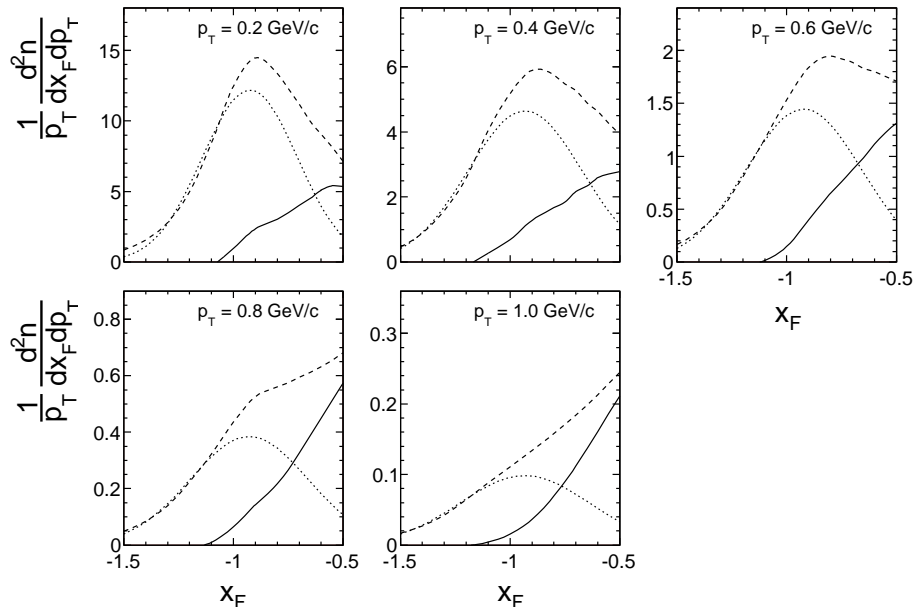 1/p_T d²n/dx_F dp_T
p_T = 0.2 GeV/c
15
10
5
0
p_T = 0.4 GeV/c
6
4
2
0
p_T = 0.6 GeV/c
2
1.5
1
0.5
0
-1.5 -1 -0.5
x_F
1/p_T d²n/dx_F dp_T
p_T = 0.8 GeV/c
0.8
0.6
0.4
0.2
0
-1.5 -1 -0.5
x_F
p_T = 1.0 GeV/c
0.3
0.2
0.1
0
-1.5 -1 -0.5
x_F